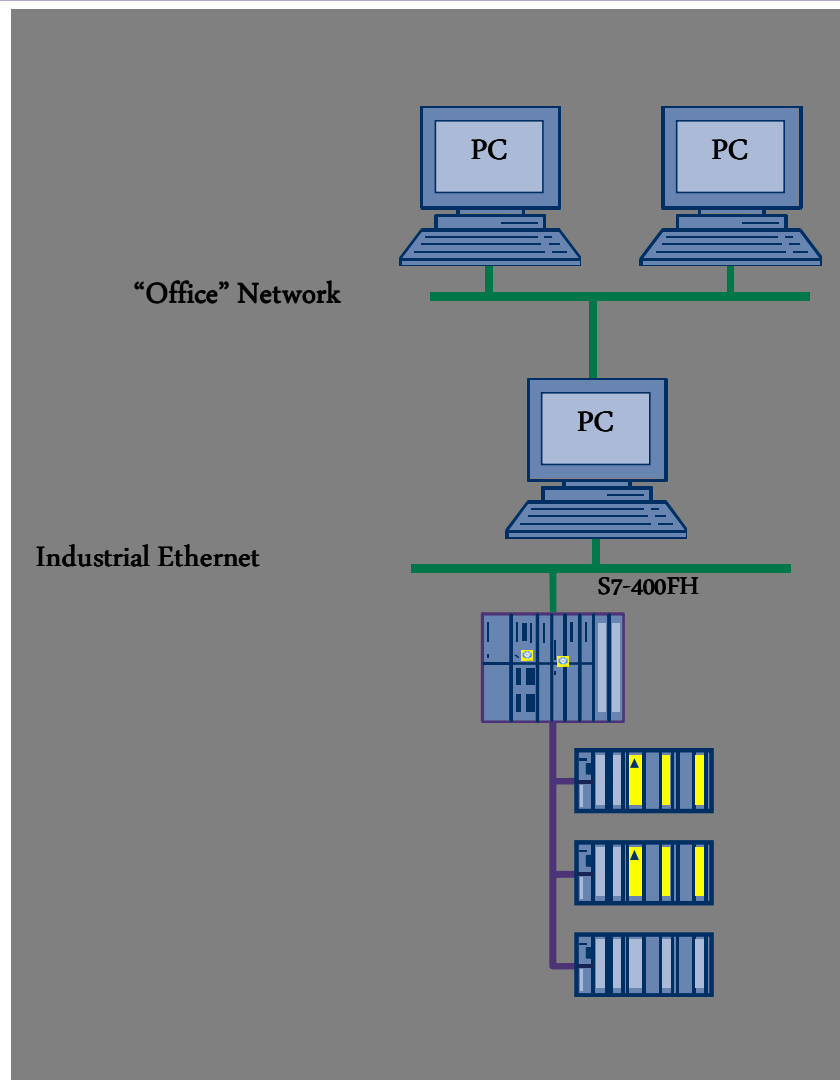 PC
PC
“Office” Network
PC
Industrial Ethernet
S7-400FH